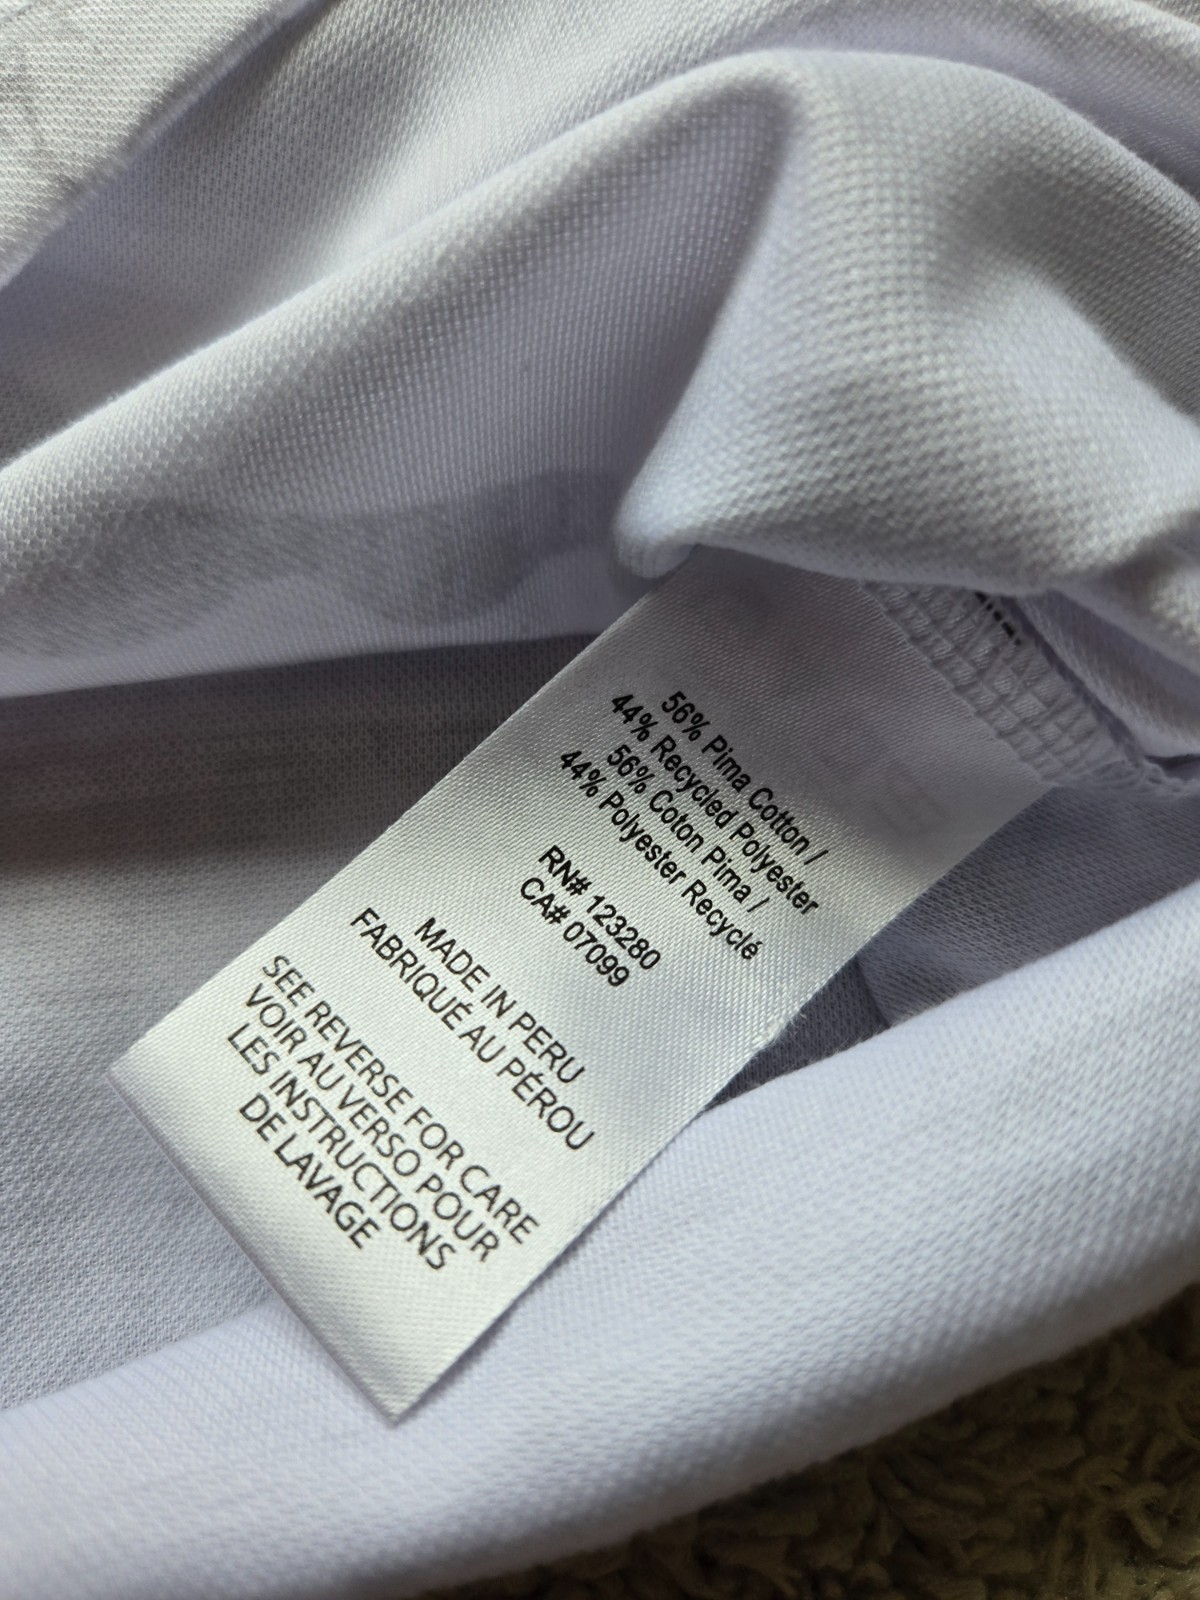 56% Pima Cotton /
44% Recycled Polyester
56% Coton Pima /
44% Polyester Recyclé
RN# 123280
CA# 07099
MADE IN PERU
FABRIQUÉ AU PÉROU
SEE REVERSE FOR CARE
VOIR AU VERSO POUR
LES INSTRUCTIONS
DE LAVAGE